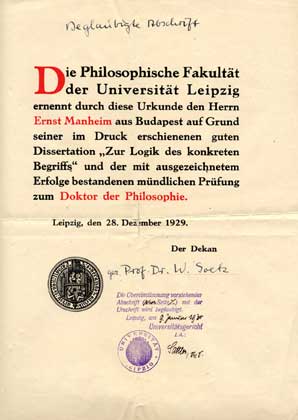 Beglaubigte Abschrift
Die Philosophische Fakultät
der Universität Leipzig
ernennt durch diese Urkunde den Herrn
Ernst Manheim aus Budapest auf Grund
seiner im Druck erschienenen guten
Dissertation „Zur Logik des konkreten
Begriffs" und der mit ausgezeichnetem
Erfolge bestandenen mündlichen Prüfung
zum Doktor der Philosophie.
Leipzig, den 28. Dezember 1929.
Der Dekan
gez. Prof. Dr. W. Goetz
Die Übereinstimmung vorstehender
Abschrift mit der
Urschrift wird beglaubigt.
Leipzig, am
Universitätsgericht
I.A.:
UNIVERSITÄT
LEIPZIG